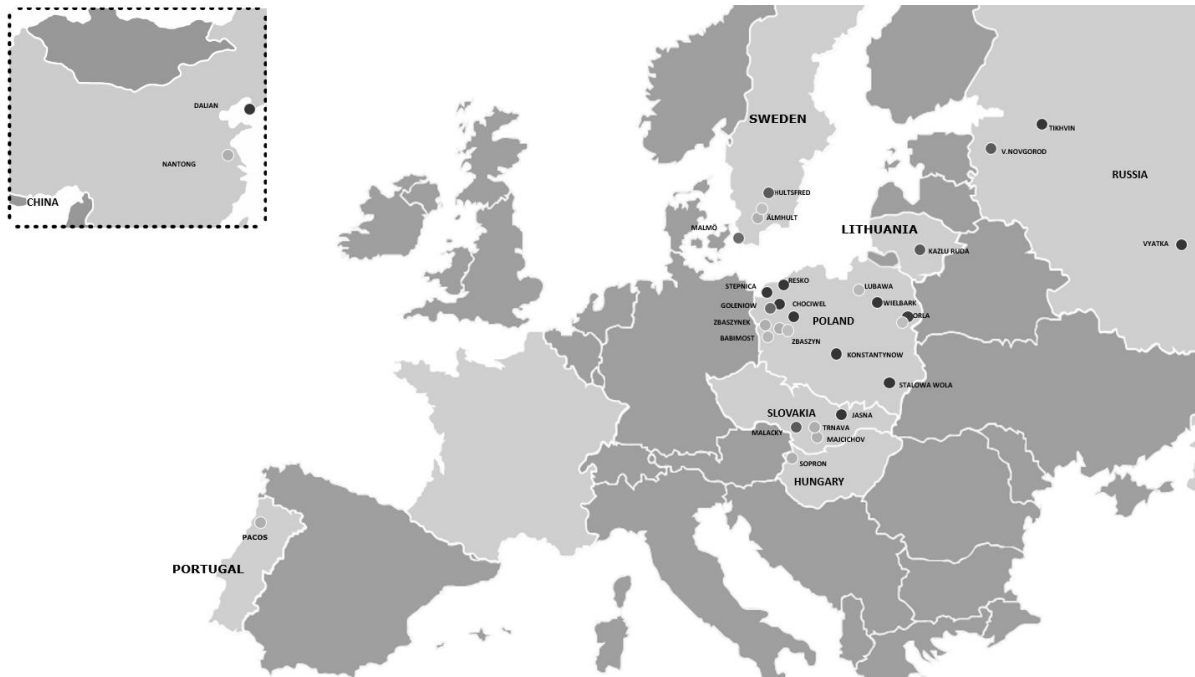 DALIAN
NANTONG
CHINA
SWEDEN
HULTSFRED
ÄLMHULT
MALMÖ
TIKHVIN
V.NOVGOROD
RUSSIA
VYATKA
LITHUANIA
KAZLU RUDA
RESKO
STEPNICA
LUBAWA
GOLENIOW
CHOCIWEL
WIELBARK
ORLA
ZBASZYNEK
POLAND
BABIMOST
ZBASZYN
KONSTANTYNOW
STALOWA WOLA
SLOVAKIA
JASNA
MALACKY
TRNAVA
MAJCICHOV
SOPRON
HUNGARY
PACOS
PORTUGAL